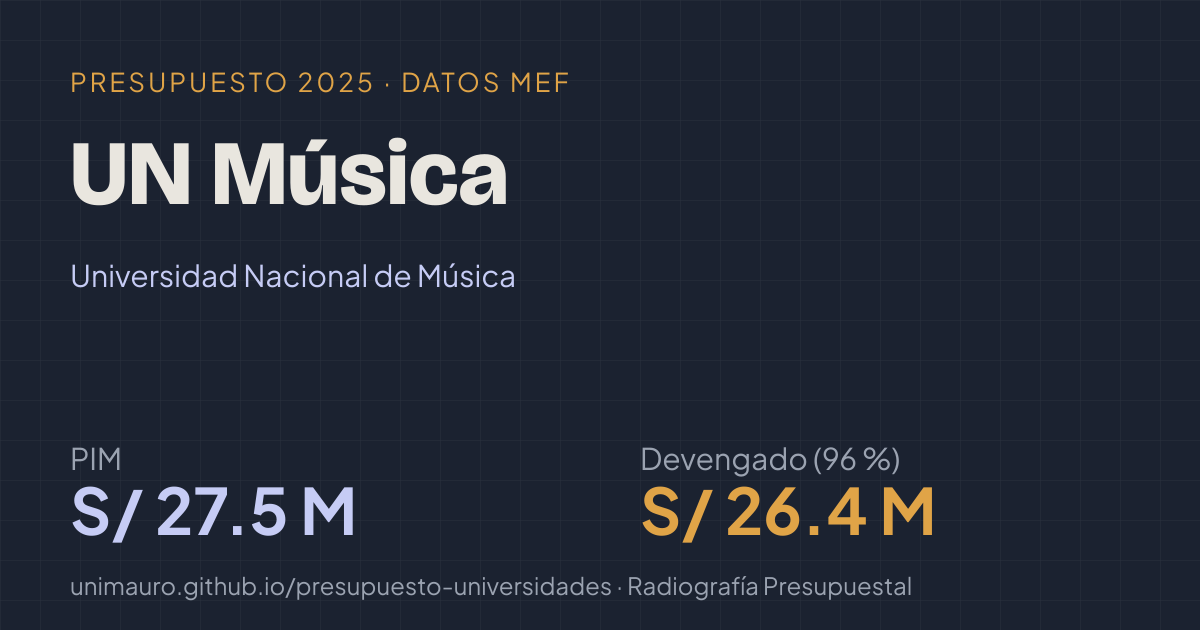 PRESUPUESTO 2025 · DATOS MEF
UN Música
Universidad Nacional de Música
PIM
S/ 27.5 M
Devengado (96 %)
S/ 26.4 M
unimauro.github.io/presupuesto-universidades · Radiografía Presupuestal